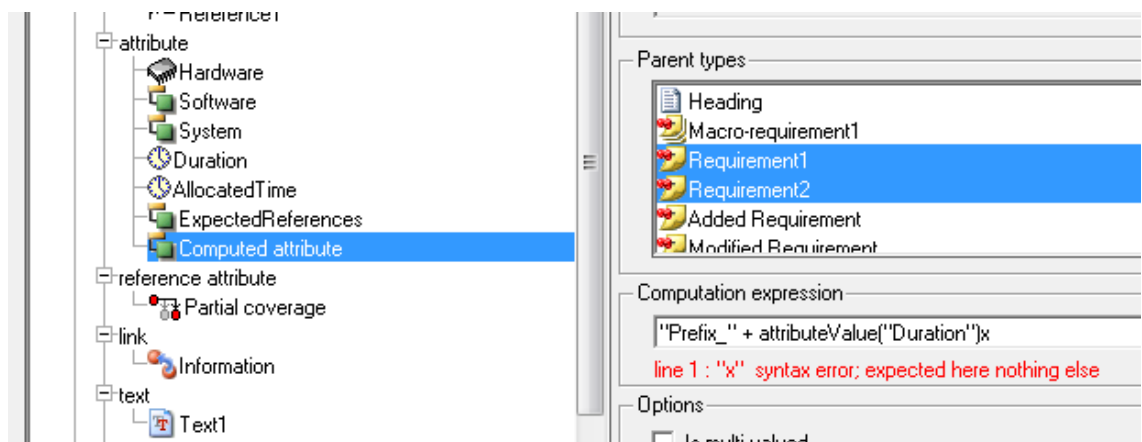 Reference1
attribute
Hardware
Software
System
Duration
AllocatedTime
ExpectedReferences
Computed attribute
reference attribute
Partial coverage
link
Information
text
Text1
Parent types
Heading
Macro-requirement1
Requirement1
Requirement2
Added Requirement
Modified Requirement
Computation expression
"Prefix_" + attributeValue("Duration")x
line 1 : "x" syntax error; expected here nothing else
Options
Is multi valued